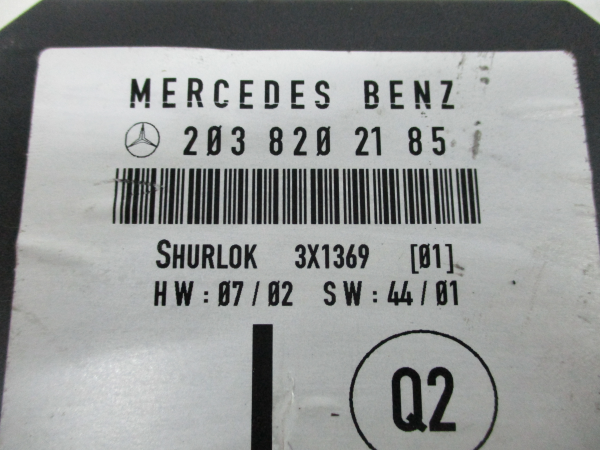 MERCEDES BENZ
203 820 21 85
SHURLOK 3X1369 [01]
HW: 07/02 SW: 44/01
Q2